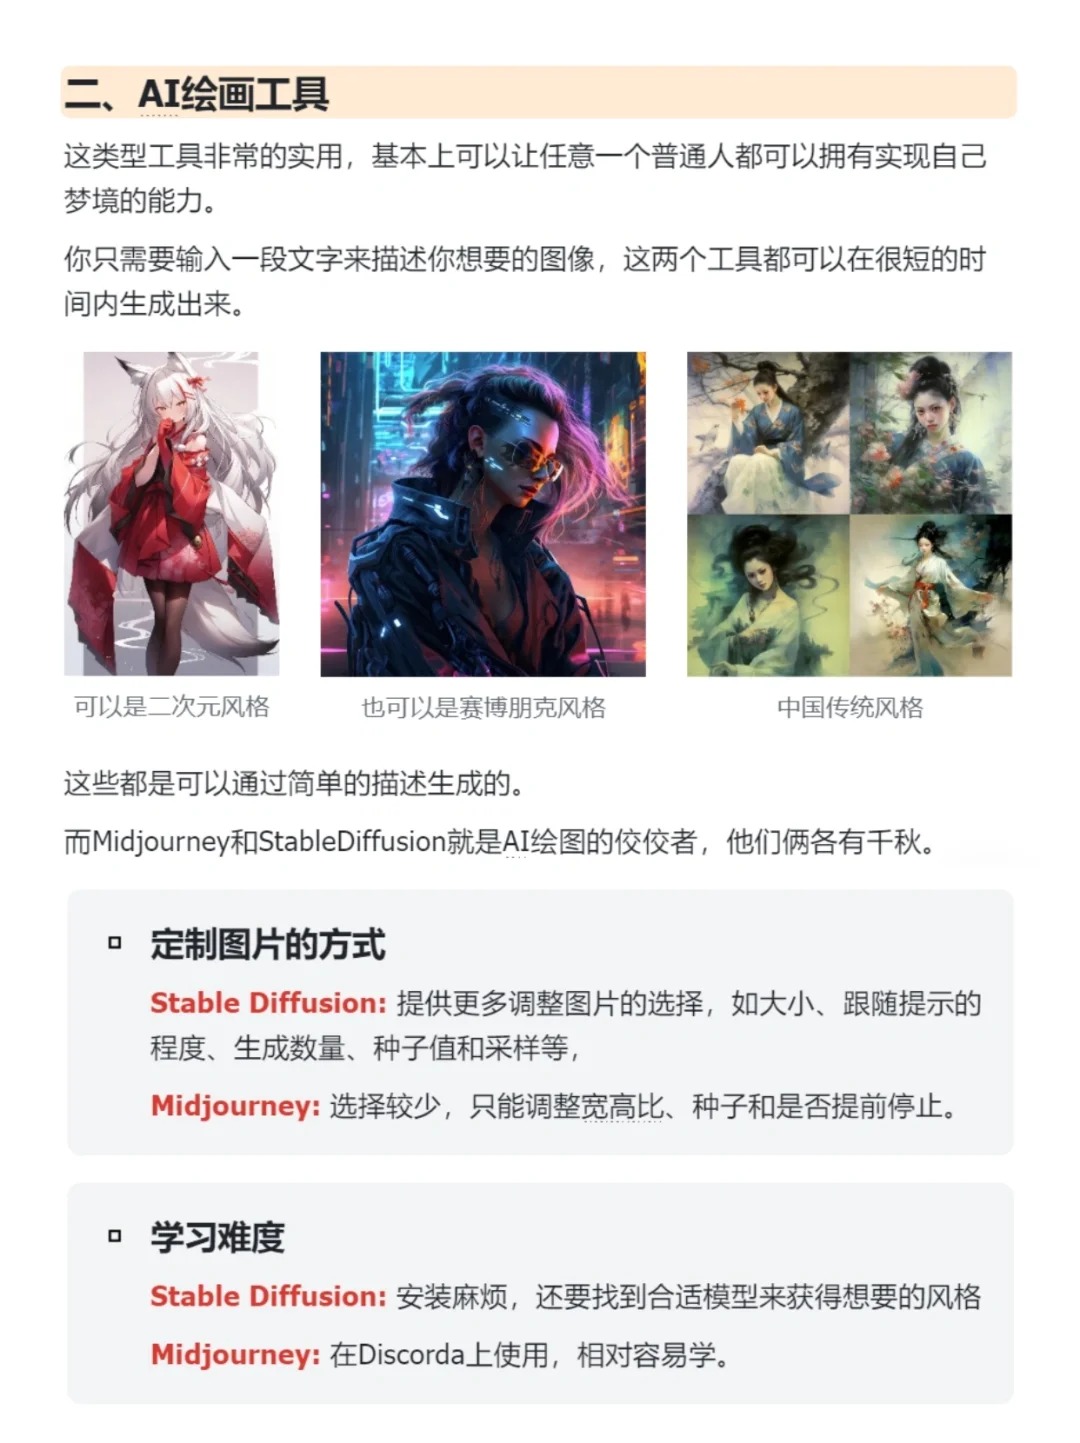 二、AI绘画工具
这类型工具非常的实用，基本上可以让任意一个普通人都可以拥有实现自己
梦境的能力。
你只需要输入一段文字来描述你想要的图像，这两个工具都可以在很短的时
间内生成出来。
可以是二次元风格
也可以是赛博朋克风格
中国传统风格
这些都是可以通过简单的描述生成的。
而Midjourney和StableDiffusion就是AI绘图的佼佼者，他们俩各有千秋。
定制图片的方式
Stable Diffusion: 提供更多调整图片的选择，如大小、跟随提示的
程度、生成数量、种子值和采样等，
Midjourney: 选择较少，只能调整宽高比、种子和是否提前停止。
学习难度
Stable Diffusion: 安装麻烦，还要找到合适模型来获得想要的风格
Midjourney: 在Discorda上使用，相对容易学。